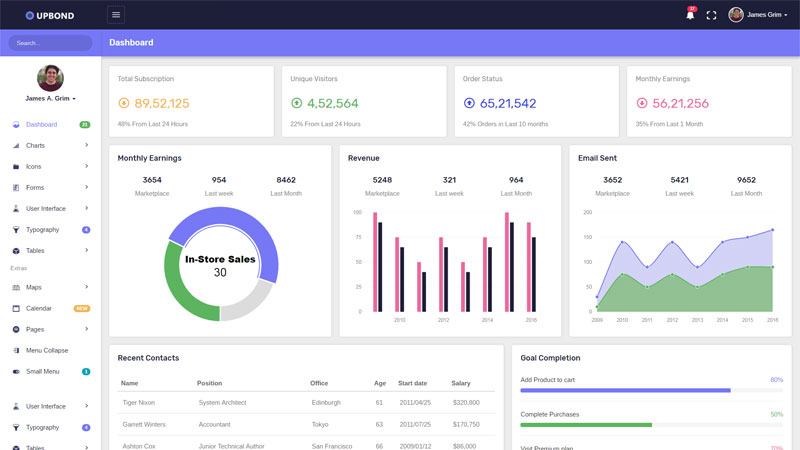 UPBOND
17
James Grim
Search...
Dashboard
James A. Grim
Dashboard
Charts
Icons
Forms
User Interface
Typography 4
Tables
Extras
Maps
Calendar NEW
Pages
Menu Collapse
Small Menu 1
User Interface
Typography 4
Tables
Total Subscription
89,52,125
48% From Last 24 Hours
Unique Visitors
4,52,564
22% From Last 24 Hours
Order Status
65,21,542
42% Orders in Last 10 months
Monthly Earnings
56,21,256
35% From Last 1 Month
Monthly Earnings
3654 954 8462
Marketplace Last week Last Month
In-Store Sales
30
Revenue
5248 321 964
Marketplace Last week Last Month
100
75
50
25
0
2010 2012 2014 2016
Email Sent
3652 5421 9652
Marketplace Last week Last Month
200
150
100
50
0
2009 2010 2011 2012 2013 2014 2015 2016
Recent Contacts
Name Position Office Age Start date Salary
Tiger Nixon System Architect Edinburgh 61 2011/04/25 $320,800
Garrett Winters Accountant Tokyo 63 2011/07/25 $170,750
Ashton Cox Junior Technical Author San Francisco 66 2009/01/12 $86,000
Goal Completion
Add Product to cart 80%
Complete Purchases 50%
Visit Premium plan 70%